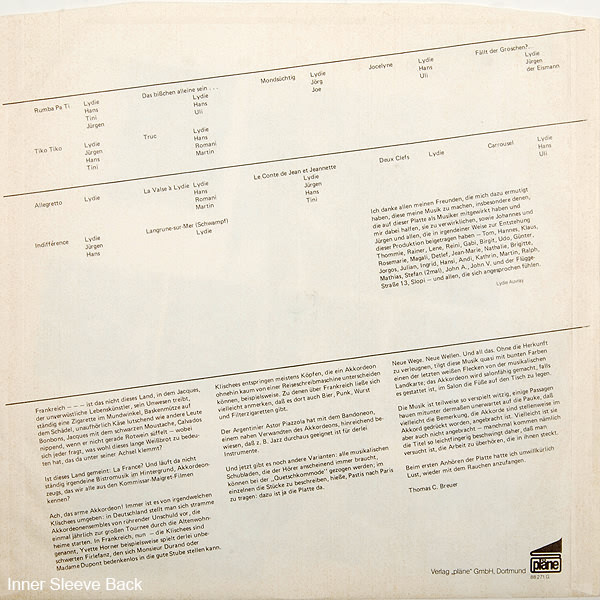 Rumba Pa Ti
Lydie
Hans
Tini
Jürgen
Das bißchen alleine sein . . .
Lydie
Hans
Uli
Mondsüchtig
Lydie
Jörg
Joe
Jocelyne
Lydie
Hans
Uli
Fällt der Groschen?
Lydie
Jürgen
der Eismann
Tiko Tiko
Lydie
Jürgen
Hans
Tini
Truc
Lydie
Hans
Romani
Martin
Allegretto
Lydie
La Valse à Lydie
Lydie
Hans
Romani
Martin
Le Conte de Jean et Jeannette
Lydie
Jürgen
Hans
Tini
Deux Clefs
Lydie
Carrousel
Lydie
Hans
Uli
Indifférence
Lydie
Jürgen
Hans
Langrune-sur-Mer (Schwampf)
Lydie
Ich danke allen meinen Freunden, die mich dazu ermutigt
haben, diese meine Musik zu machen, insbesondere denen,
die auf dieser Platte als Musiker mitgewirkt haben und
mir dabei halfen, sie zu verwirklichen, sowie Johannes und
Jürgen und allen, die in irgendeiner Weise zur Entstehung
dieser Produktion beigetragen haben – Tom, Hannes, Klaus,
Thommie, Rainer, Lene, Reini, Gabi, Birgit, Udo, Günter,
Rosemarie, Magali, Detlef, Jean-Marie, Nathalie, Brigitte,
Jorgos, Julian, Ingrid, Hansi, Andi, Kathrin, Martin, Ralph,
Mathias, Stefan (2mal), John A., John V. und der Flügge-
Straße 13, Slopi – und allen, die sich angesprochen fühlen.
Lydie Auvray
Frankreich – – – ist das nicht dieses Land, in dem Jacques,
der unverwüstliche Lebenskünstler, sein Unwesen treibt,
ständig eine Zigarette im Mundwinkel, Baskenmütze auf
dem Schädel, unaufhörlich Käse lutschend wie andere Leute
Bonbons, Jacques mit dem schwarzen Moustache, Calvados
nippend, wenn er nicht gerade Rotwein süffelt – indes
sich jeder fragt, was wohl dieses lange Weißbrot zu bedeu-
ten hat, das da unter seiner Achsel klemmt?
Ist dieses Land gemeint: La France? Und läuft da nicht
ständig irgendeine Bistromusik im Hintergrund, Akkordeon-
zeugs, das wir alle aus den Kommissar-Maigret-Filmen
kennen?
Ach, das arme Akkordeon! Immer ist es von irgendwelchen
Klischees umgeben: in Deutschland stellt man sich stramme
Akkordeonensembles von rührender Unschuld vor, die
einmal jährlich zur großen Tournee durch die Altenwohn-
heime starten. In Frankreich, nun – die Klischees sind
genannt, Yvette Horner beispielsweise spielt derlei unbe-
schwerten Firlefanz, den sich Monsieur Durand oder
Madame Dupont bedenkenlos in die gute Stube stellen kann.
Klischees entspringen meistens Köpfen, die ein Akkordeon
ohnehin kaum von einer Reiseschreibmaschine unterscheiden
können, beispielsweise. Zu denen über Frankreich ließe sich
vielleicht anmerken, daß es dort auch Bier, Punk, Wurst
und Filterzigaretten gibt.
Der Argentinier Astor Piazzola hat mit dem Bandoneon,
einem nahen Verwandten des Akkordeons, hinreichend be-
wiesen, daß z. B. Jazz durchaus geeignet ist für derlei
Instrumente.
Und jetzt gibt es noch andere Varianten: alle musikalischen
Schubladen, die der Hörer anscheinend immer braucht,
können bei der „Quetschkommode“ gezogen werden; im
einzelnen die Stücke zu beschreiben, hieße, Pastis nach Paris
zu tragen: dazu ist ja die Platte da.
Neue Wege. Neue Wellen. Und all das. Ohne die Herkunft
zu verleugnen, tilgt diese Musik quasi mit bunten Farben
einen der letzten weißen Flecken von der musikalischen
Landkarte; das Akkordeon wird salonfähig gemacht, falls
es gestattet ist, im Salon die Füße auf den Tisch zu legen.
Die Musik ist teilweise so verspielt witzig, einige Passagen
hauen mitunter dermaßen unerwartet auf die Pauke, daß
vielleicht die Bemerkung, die Akkorde sind stellenweise im
Akkord gedrückt worden, angebracht ist. Vielleicht ist sie
aber auch nicht angebracht – manchmal kommen nämlich
die Titel so leichtfingerig beschwingt daher, daß man
versucht ist, die Arbeit zu überhören, die in ihnen steckt.
Beim ersten Anhören der Platte hatte ich unwillkürlich
Lust, wieder mit dem Rauchen anzufangen.
Thomas C. Breuer
Verlag „pläne“ GmbH, Dortmund
pläne
88 271 G
Inner Sleeve Back